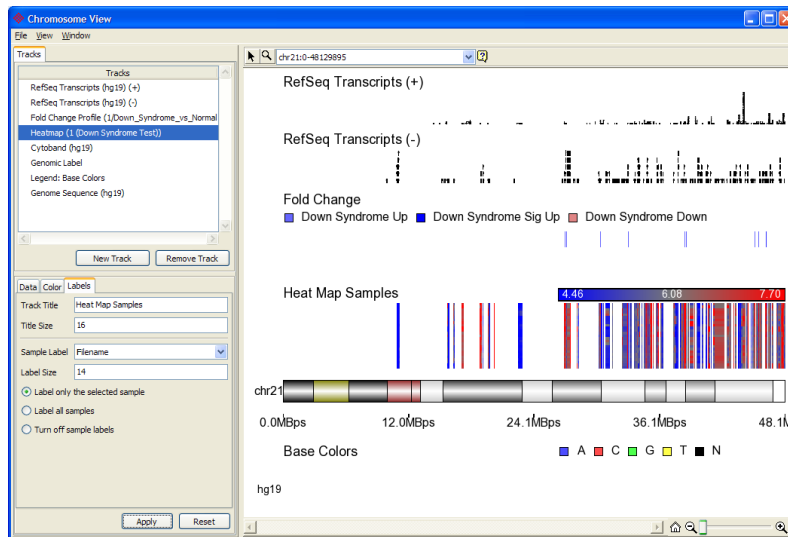 Chromosome View
File View Window
Tracks
Tracks
RefSeq Transcripts (hg19) (+)
RefSeq Transcripts (hg19) (-)
Fold Change Profile (1/Down_Syndrome_vs_Normal
Heatmap (1 (Down Syndrome Test))
Cytoband (hg19)
Genomic Label
Legend: Base Colors
Genome Sequence (hg19)
New Track Remove Track
Data Color Labels
Track Title Heat Map Samples
Title Size 16
Sample Label Filename
Label Size 14
Label only the selected sample
Label all samples
Turn off sample labels
Apply Reset
chr21:0-48129895
RefSeq Transcripts (+)
RefSeq Transcripts (-)
Fold Change
Down Syndrome Up Down Syndrome Sig Up Down Syndrome Down
Heat Map Samples 4.46 6.08 7.70
chr21
0.0MBps 12.0MBps 24.1MBps 36.1MBps 48.1M
Base Colors A C G T N
hg19